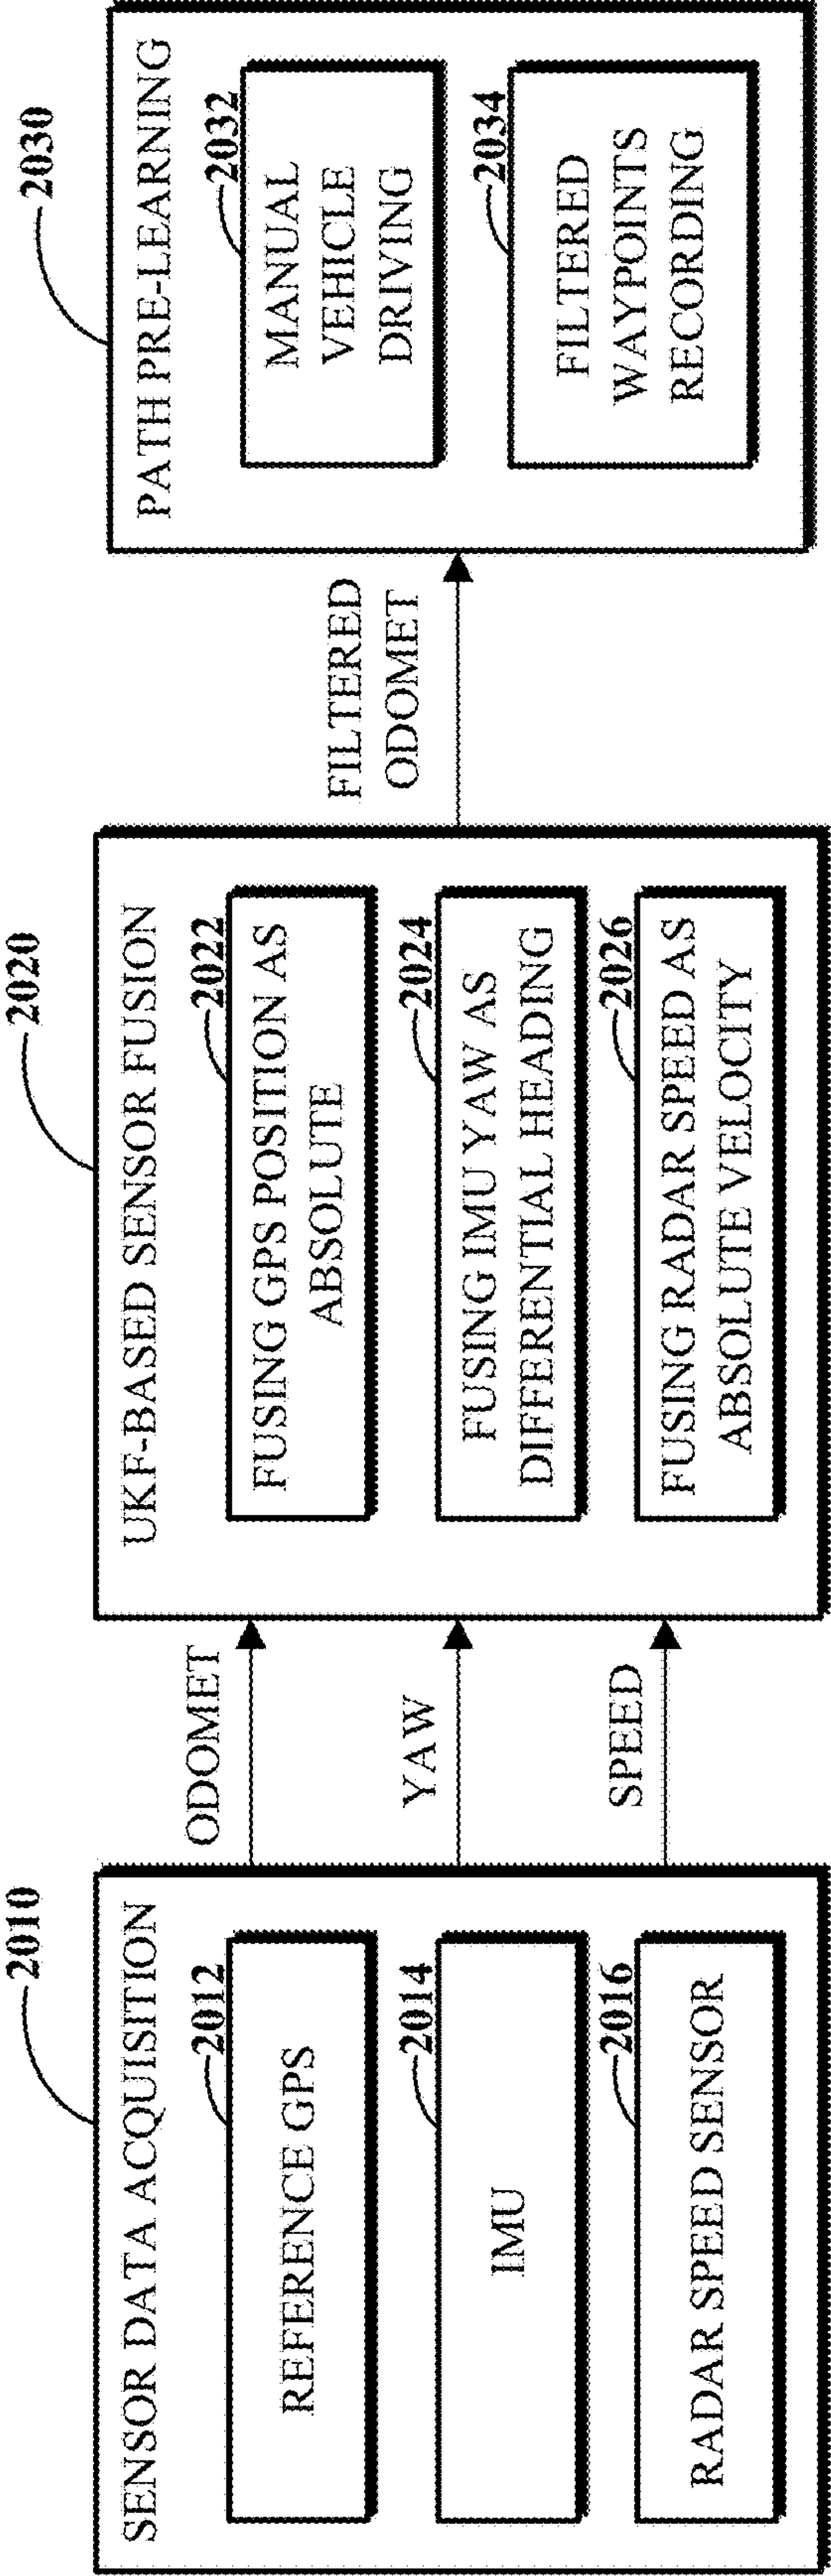 2010
SENSOR DATA ACQUISITION
2012
REFERENCE GPS
2014
IMU
2016
RADAR SPEED SENSOR
ODOMET
YAW
SPEED
2020
UKF-BASED SENSOR FUSION
2022
FUSING GPS POSITION AS
ABSOLUTE
2024
FUSING IMU YAW AS
DIFFERENTIAL HEADING
2026
FUSING RADAR SPEED AS
ABSOLUTE VELOCITY
FILTERED
ODOMET
2030
PATH PRE-LEARNING
2032
MANUAL
VEHICLE
DRIVING
2034
FILTERED
WAYPOINTS
RECORDING